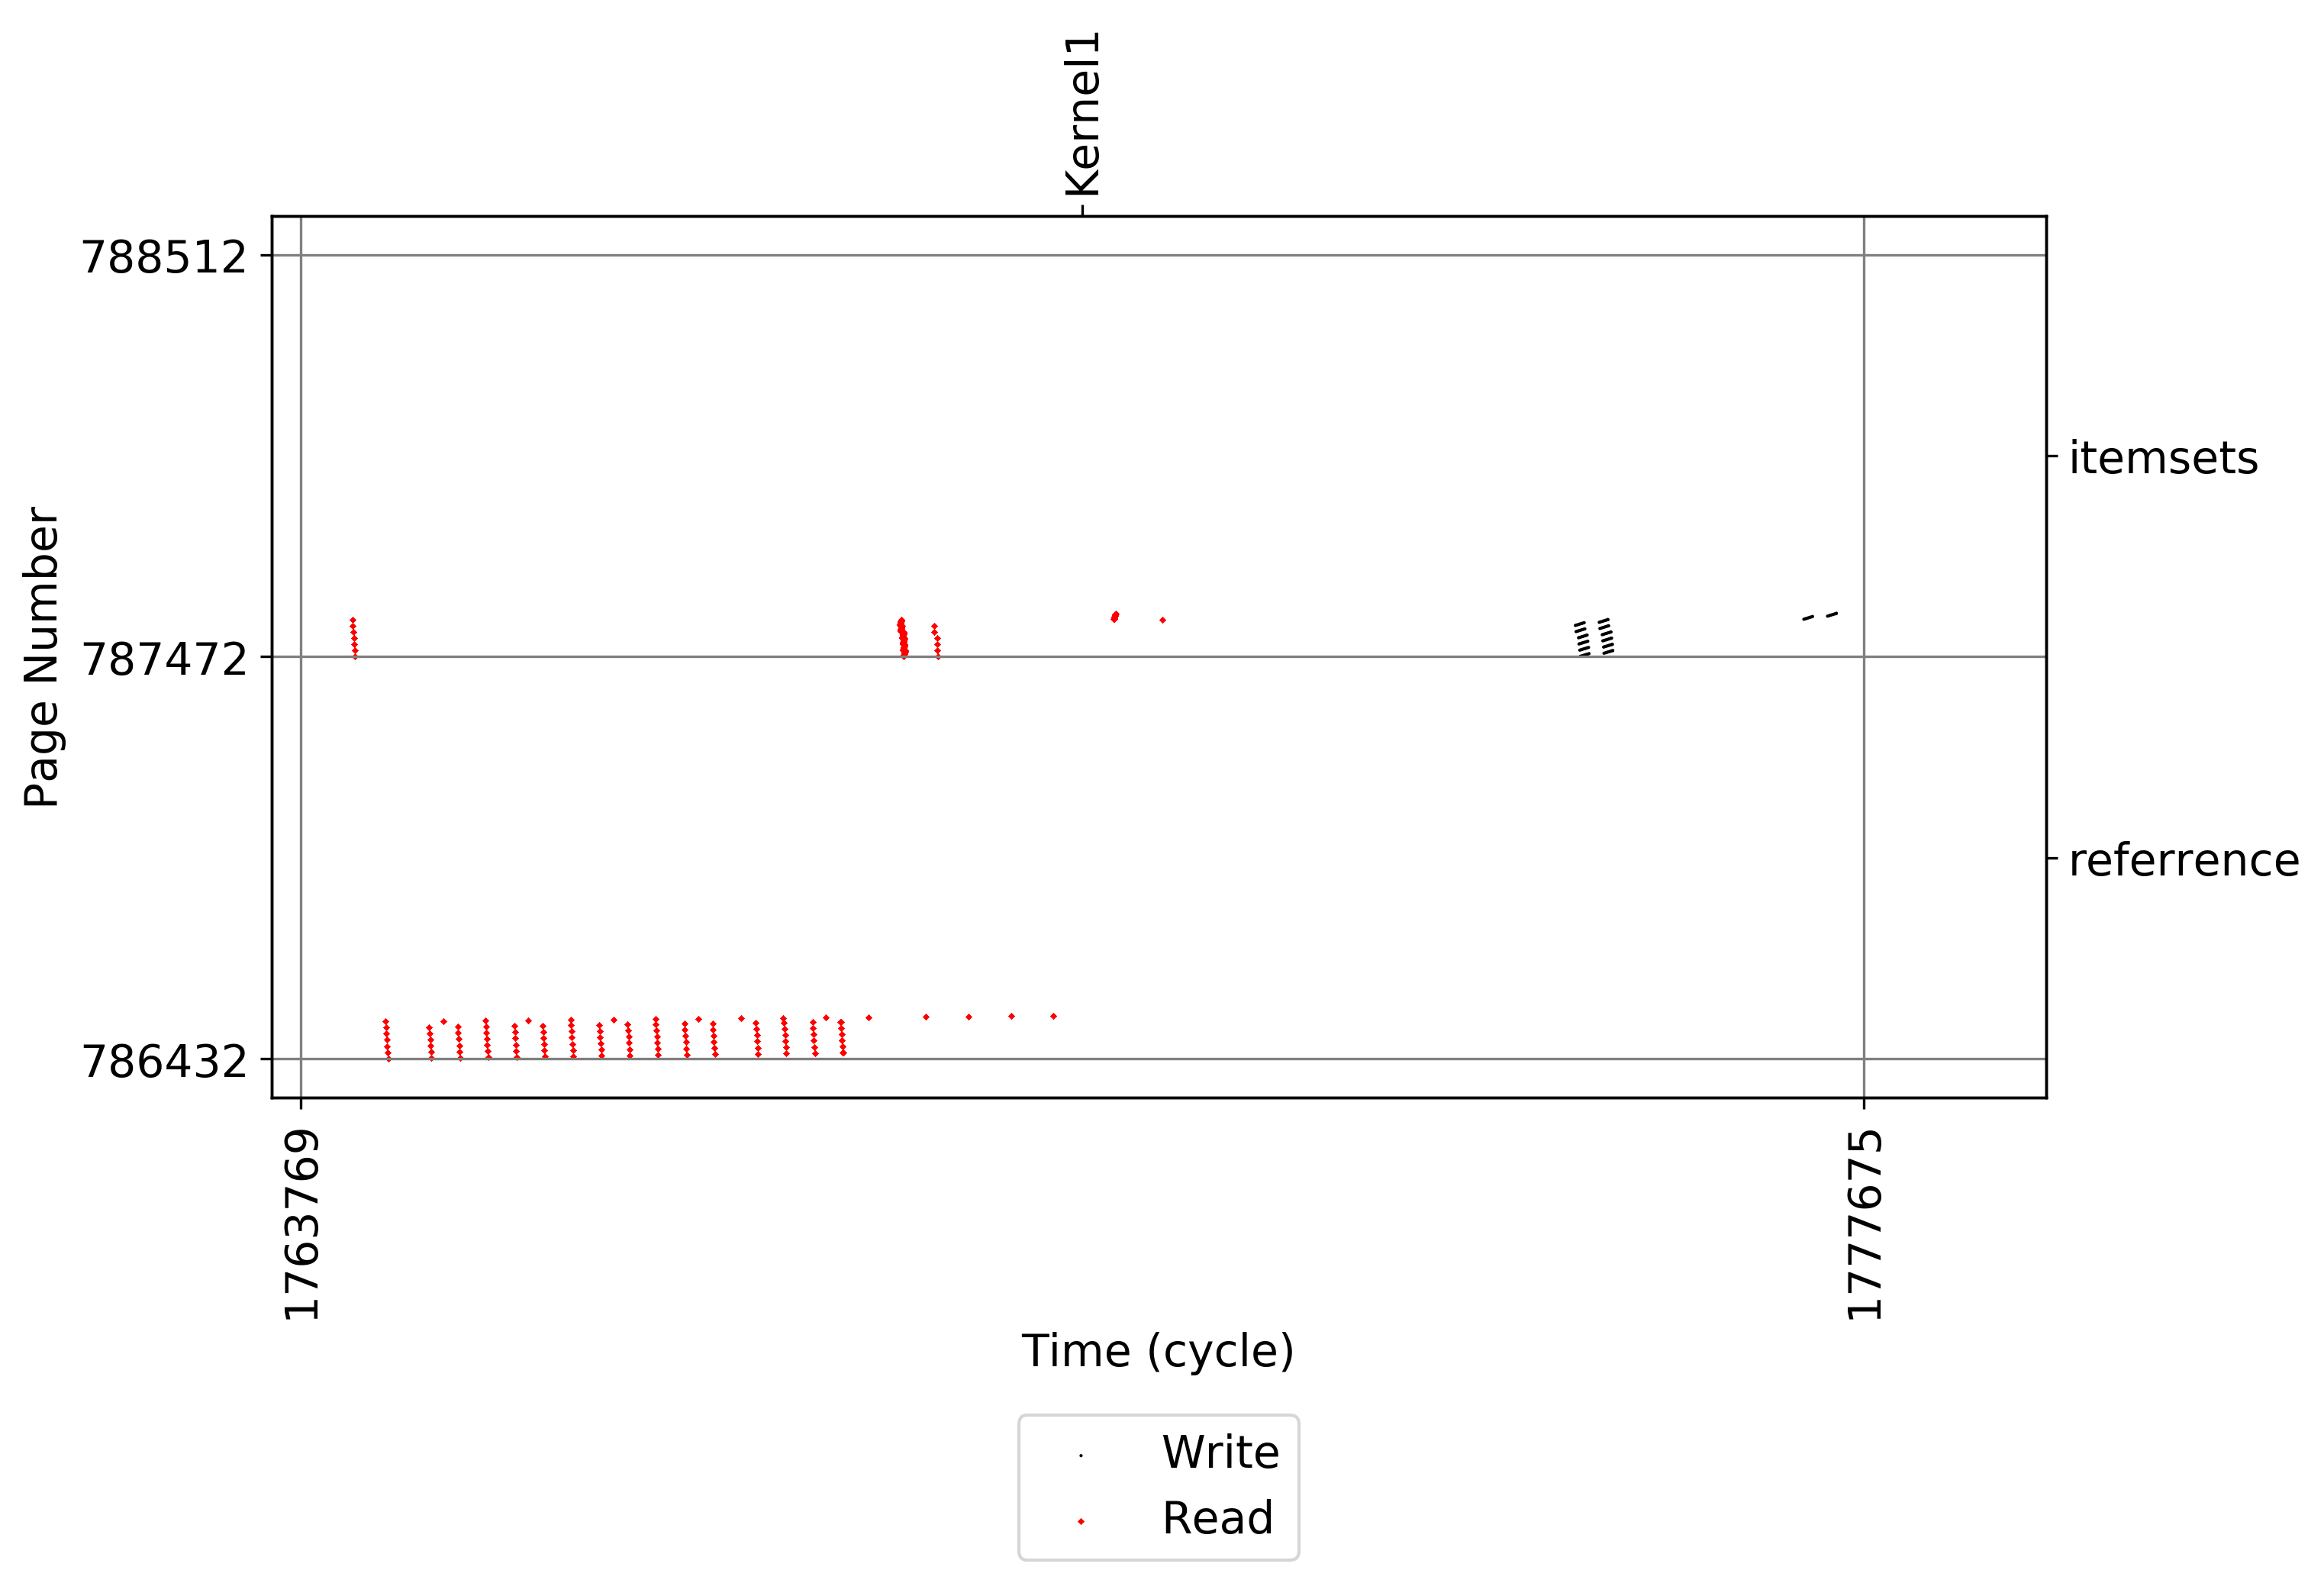 Kernel1
788512
787472
786432
Page Number
itemsets
referrence
1763769
1777675
Time (cycle)
Write
Read